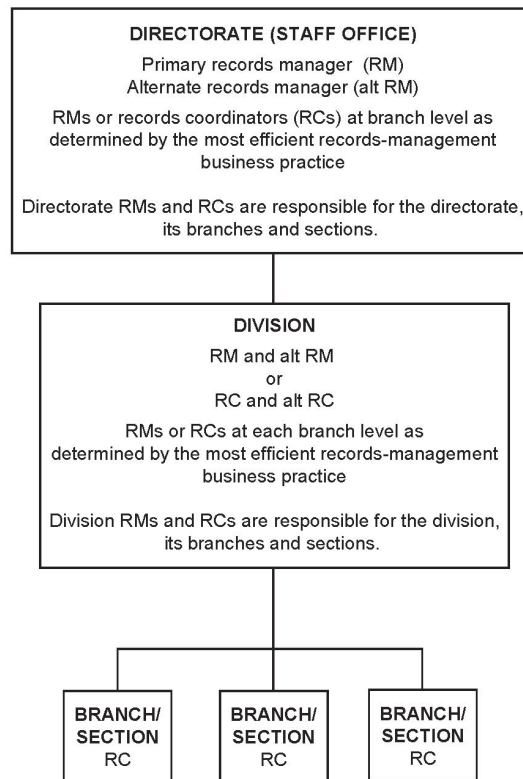 DIRECTORATE (STAFF OFFICE)
Primary records manager (RM)
Alternate records manager (alt RM)
RMs or records coordinators (RCs) at branch level as
determined by the most efficient records-management
business practice
Directorate RMs and RCs are responsible for the directorate,
its branches and sections.
DIVISION
RM and alt RM
or
RC and alt RC
RMs or RCs at each branch level as
determined by the most efficient records-management
business practice
Division RMs and RCs are responsible for the division,
its branches and sections.
BRANCH/
SECTION
RC
BRANCH/
SECTION
RC
BRANCH/
SECTION
RC